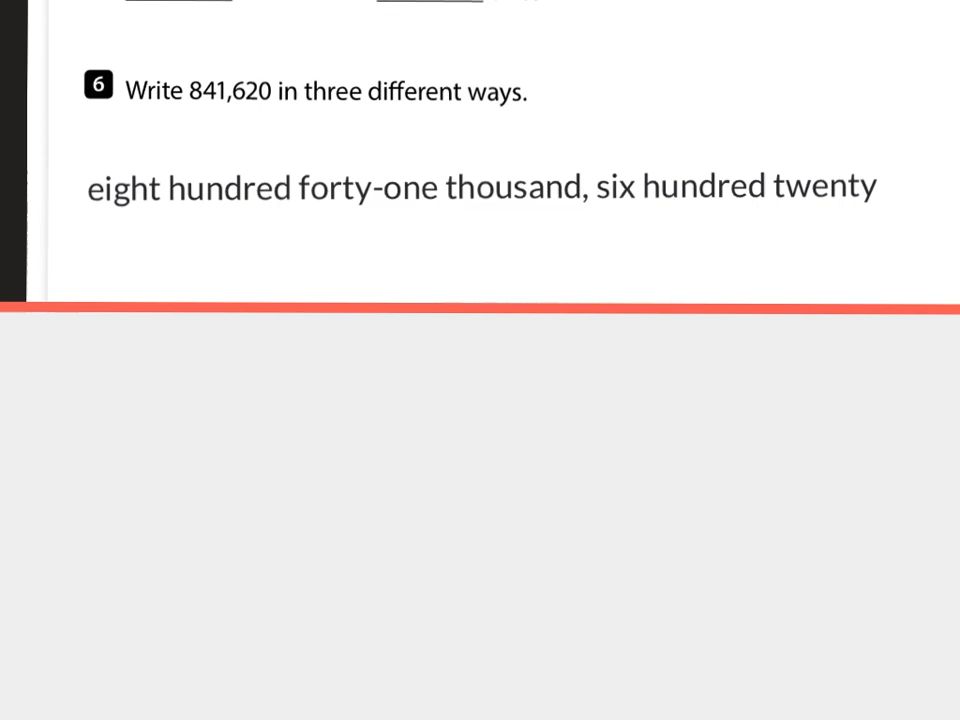 6 Write 841,620 in three different ways.
eight hundred forty-one thousand, six hundred twenty